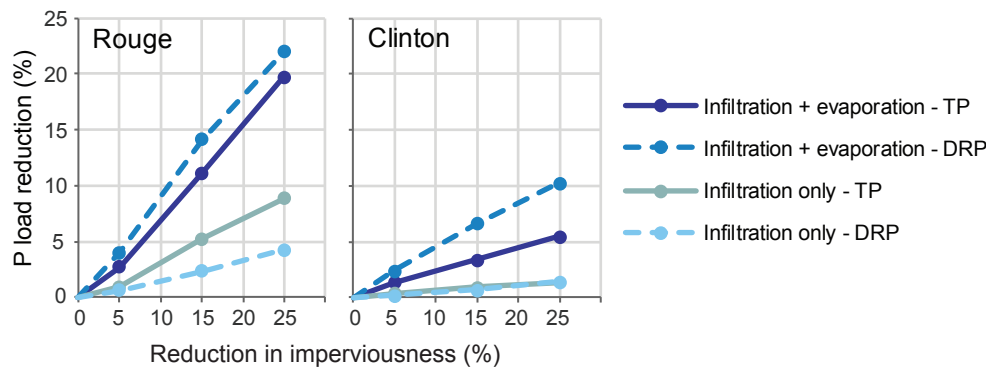 Rouge
Clinton
P load reduction (%)
25
20
15
10
5
0
0 5 10 15 20 25
0 5 10 15 20 25
Reduction in imperviousness (%)
Infiltration + evaporation - TP
Infiltration + evaporation - DRP
Infiltration only - TP
Infiltration only - DRP